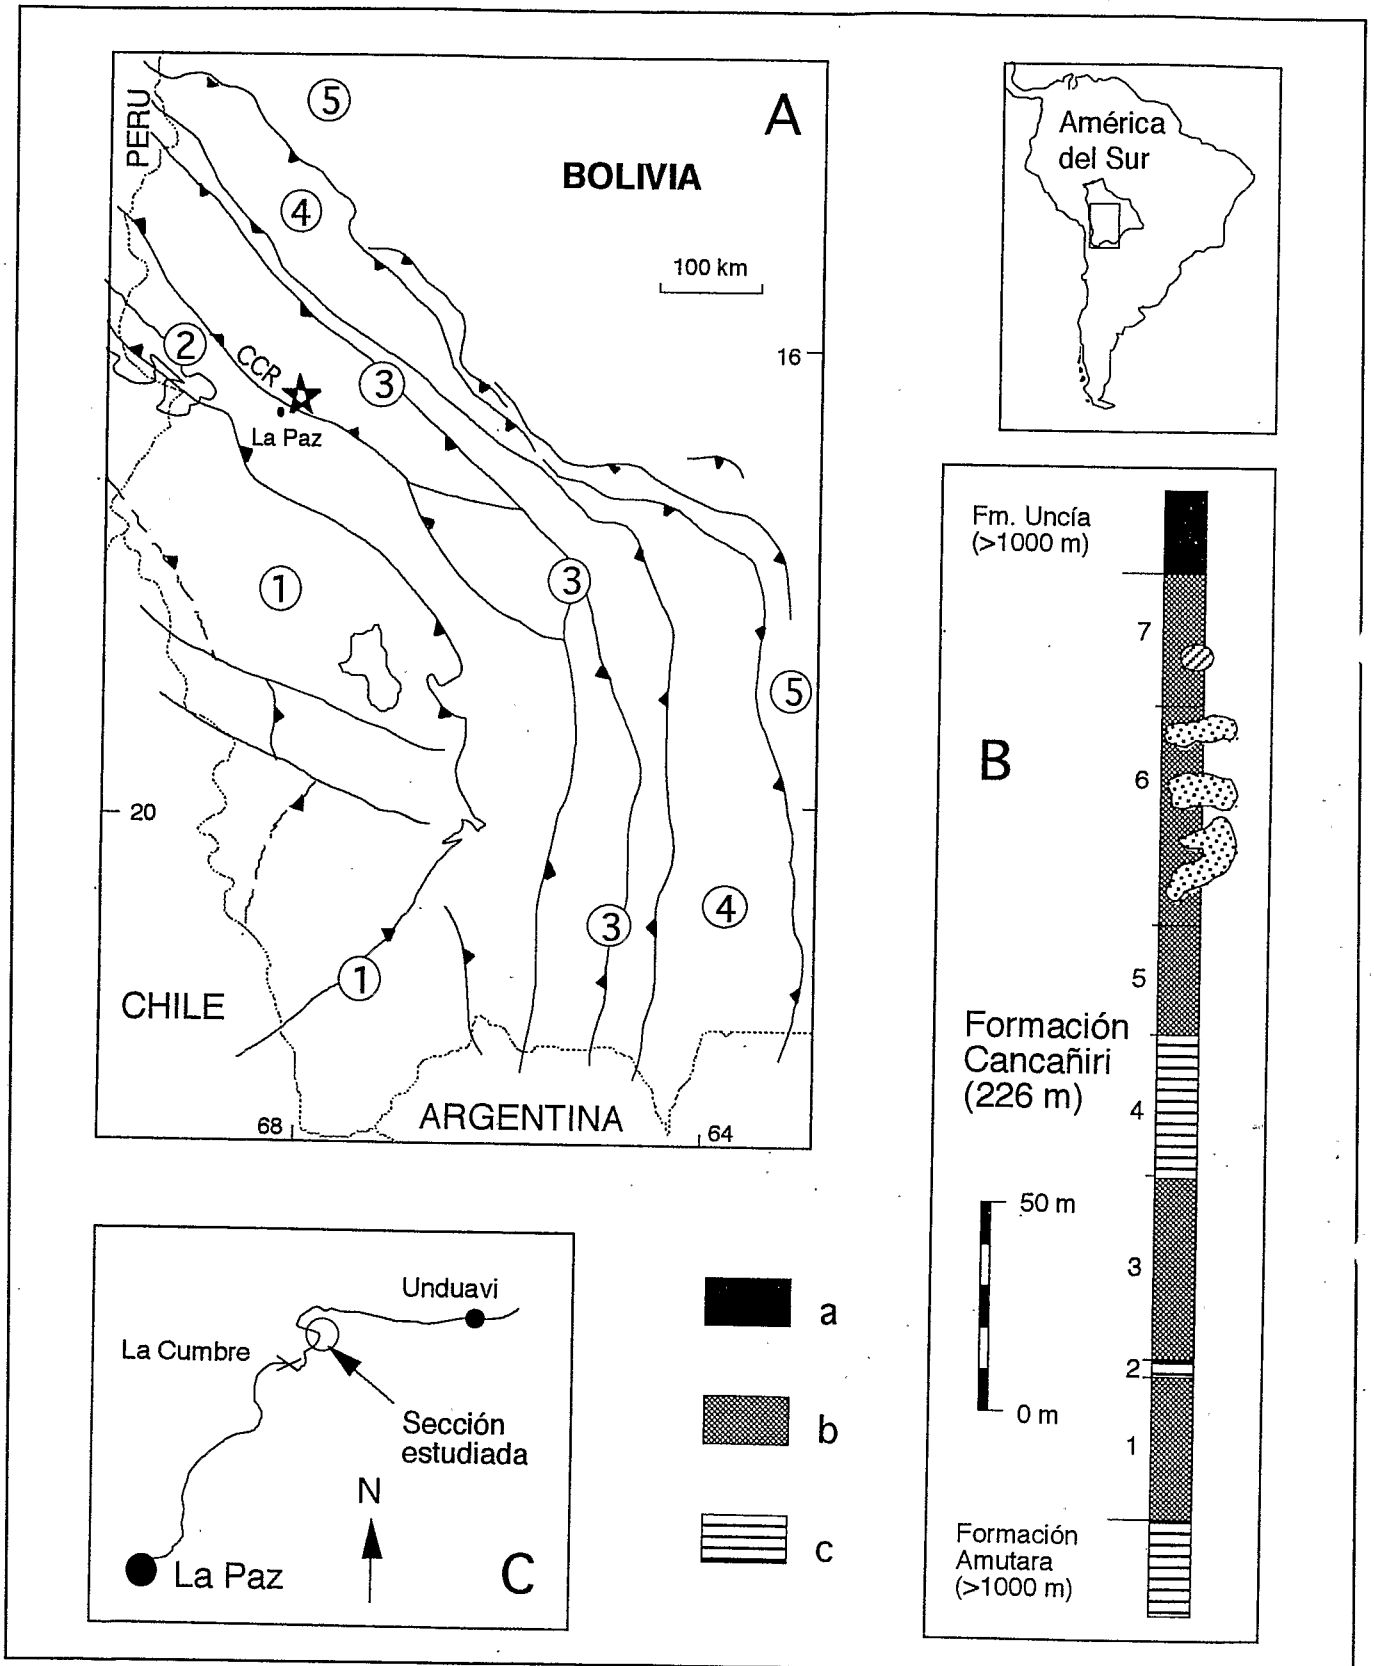 5
A
PERU
BOLIVIA
4
100 km
16
2
CCR
3
La Paz
1
3
5
20
4
3
1
CHILE
ARGENTINA
68
64
América
del Sur
Fm. Uncía
(>1000 m)
7
B
6
5
Formación
Cancañiri
(226 m)
4
50 m
3
2
0 m
1
Formación
Amutara
(>1000 m)
Unduavi
La Cumbre
Sección
estudiada
N
La Paz
C
a
b
c